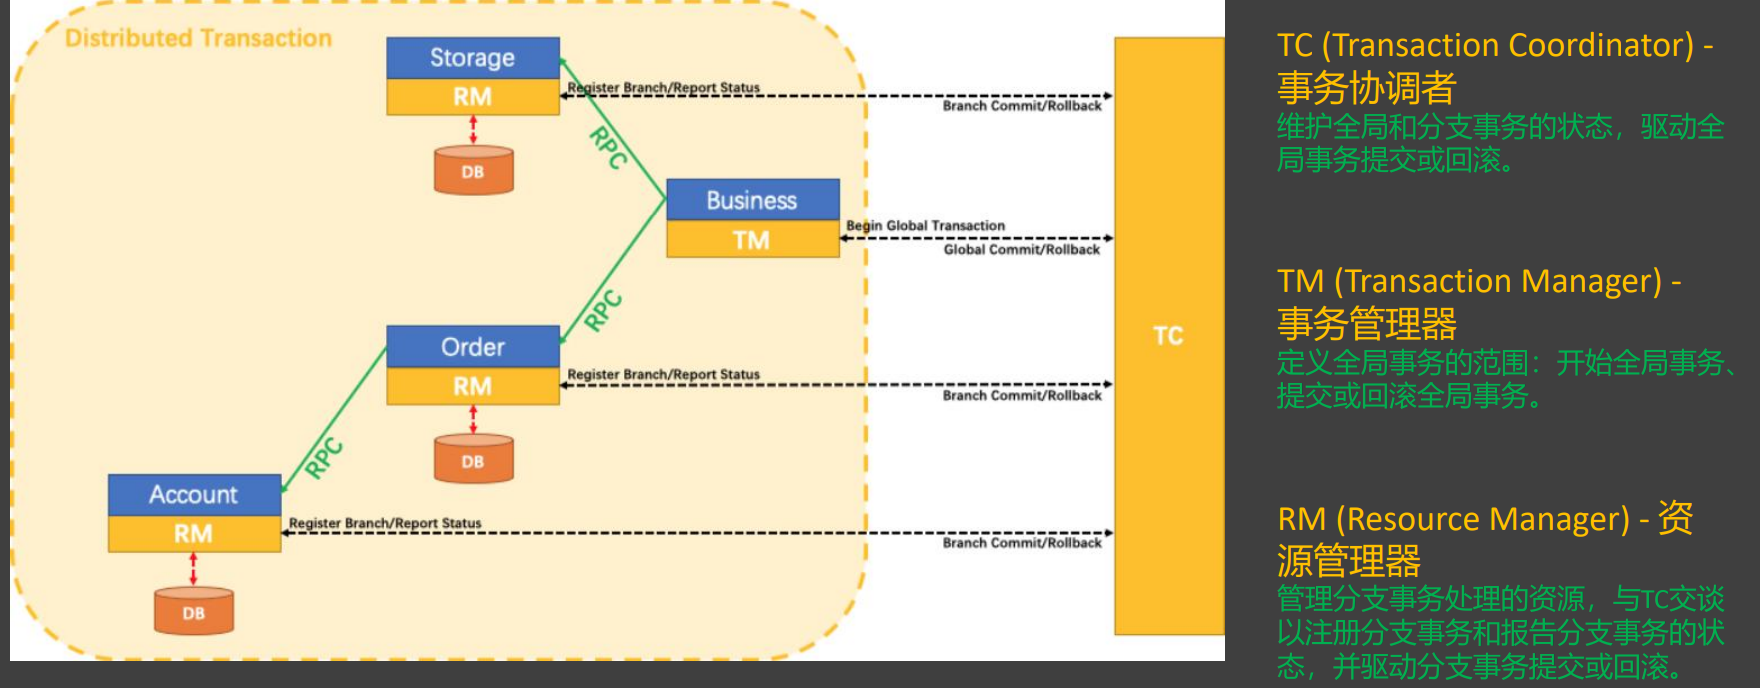 Distributed Transaction
Storage
RM
Register Branch/Report Status
Branch Commit/Rollback
DB
RPC
Business
TM
Begin Global Transaction
Global Commit/Rollback
RPC
Order
RM
Register Branch/Report Status
Branch Commit/Rollback
DB
RPC
Account
RM
Register Branch/Report Status
Branch Commit/Rollback
DB
TC
TC (Transaction Coordinator) -
事务协调者
维护全局和分支事务的状态，驱动全
局事务提交或回滚。
TM (Transaction Manager) -
事务管理器
定义全局事务的范围：开始全局事务、
提交或回滚全局事务。
RM (Resource Manager) - 资
源管理器
管理分支事务处理的资源，与TC交谈
以注册分支事务和报告分支事务的状
态，并驱动分支事务提交或回滚。